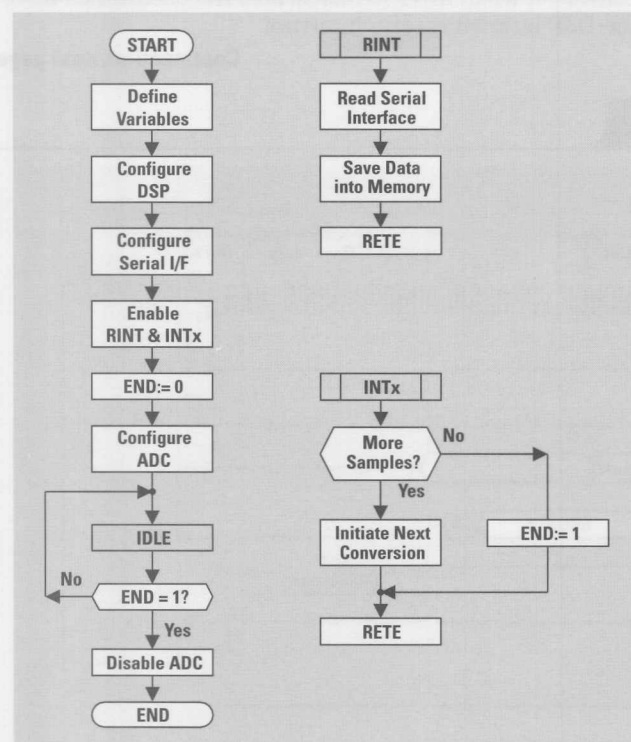 START
Define
Variables
Configure
DSP
Configure
Serial I/F
Enable
RINT & INTx
END:= 0
Configure
ADC
IDLE
No
END = 1?
Yes
Disable ADC
END
RINT
Read Serial
Interface
Save Data
into Memory
RETE
INTx
More
Samples?
No
Yes
Initiate Next
Conversion
END:= 1
RETE